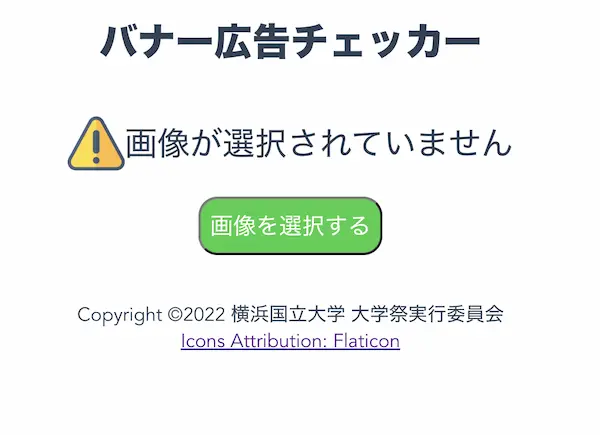 バナー広告チェッカー
画像が選択されていません
画像を選択する
Copyright ©2022 横浜国立大学 大学祭実行委員会
Icons Attribution: Flaticon